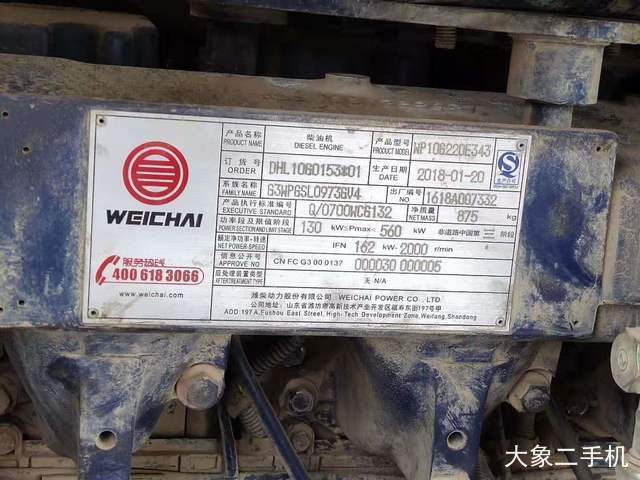 产品名称 PRODUCT NAME 柴油机 DIESEL ENGINE 产品型号 PRODUCT MODEL WP10G220E343
订货号 ORDER DHL10G0153*01 生产日期 DATE 2018-01-20
系族名称 FAMILY NAME G3WPGSL0973GV4 出厂编号 NO. 1618A007332
产品执行标准 EXECUTIVE STANDARD Q/0700WCG132 净质量 NET MASS 875 kg
功率段及限值阶段 POWER SECTION AND LIMIT STAGE 130 kW≤Pmax< 560 kW 非道路中国第 三 阶段
额定净功率·转速 NET POWER·SPEED IFN 162 kW- 2000 r/min
信息公开号 APPROVE NO CN FC G3 00 0137 000030 000005
后处理装置类型 AFTERTREATMENT TYPE 无 N/A
潍柴动力股份有限公司 WEICHAI POWER CO., LTD
公司地址: 山东省潍坊市高新技术产业开发区福寿东街197号甲
ADD:197 A,Fushou East Street, High-Tech Development Zone,Weifang,Shandong
WEICHAI
服务热线
400 618 3066
www.weichai.com
大象二手机